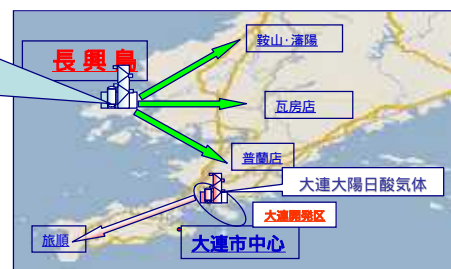 長興島
鞍山･瀋陽
瓦房店
普蘭店
大連大陽日酸気体
大連開発区
旅順
大連市中心